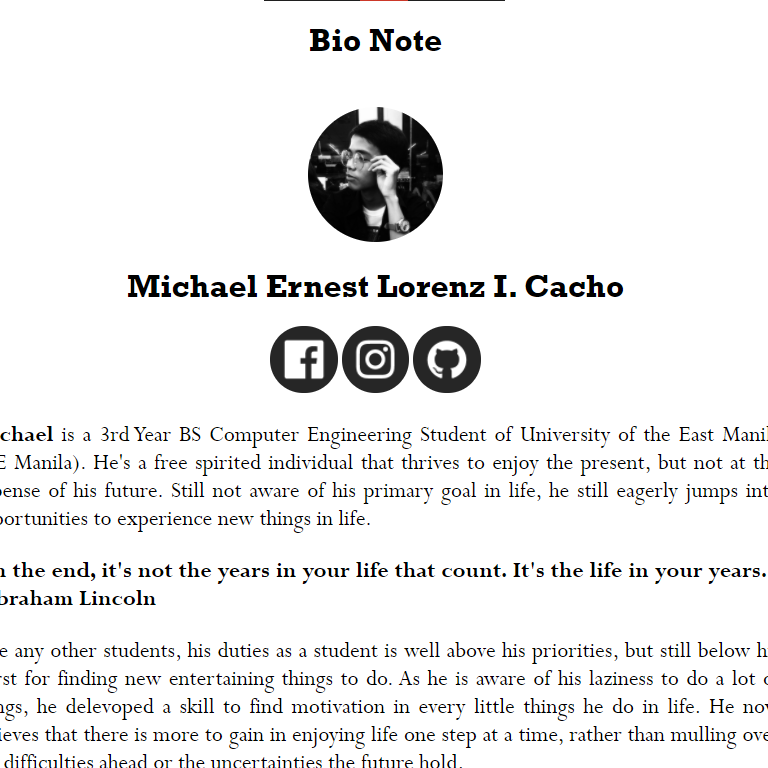 Bio Note
Michael Ernest Lorenz I. Cacho
chael is a 3rd Year BS Computer Engineering Student of University of the East Manil
E Manila). He's a free spirited individual that thrives to enjoy the present, but not at th
ense of his future. Still not aware of his primary goal in life, he still eagerly jumps int
portunities to experience new things in life.
n the end, it's not the years in your life that count. It's the life in your years.
braham Lincoln
e any other students, his duties as a student is well above his priorities, but still below h
rst for finding new entertaining things to do. As he is aware of his laziness to do a lot o
ngs, he delevoped a skill to find motivation in every little things he do in life. He now
ieves that there is more to gain in enjoying life one step at a time, rather than mulling ove
difficulties ahead or the uncertainties the future hold.